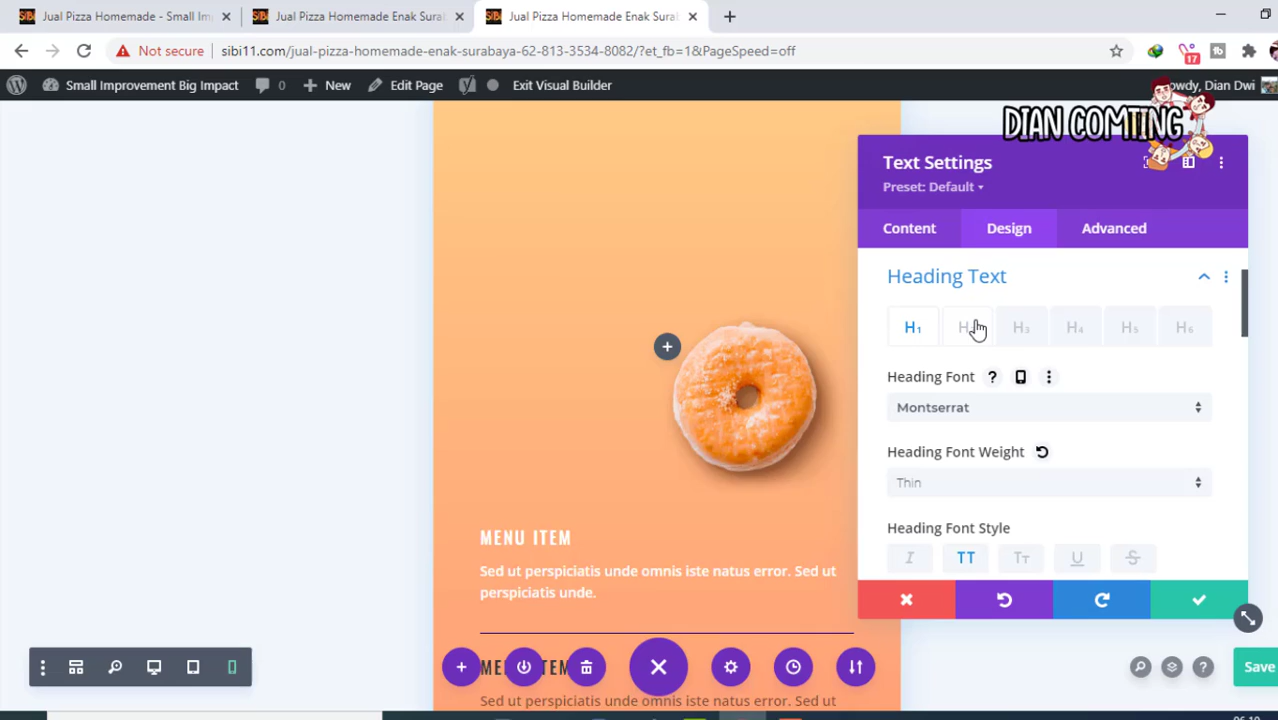 Jual Pizza Homemade - Small Im
Jual Pizza Homemade Enak Sural
Jual Pizza Homemade Enak Sural
Not secure
sibi11.com/jual-pizza-homemade-enak-surabaya-62-813-3534-8082/?et_fb=1&PageSpeed=off
17
Small Improvement Big Impact
0
New
Edit Page
Exit Visual Builder
owdy, Dian Dwi
DIAN COMTING
Text Settings
Preset: Default
Content
Design
Advanced
Heading Text
H1
H
H3
H4
H5
H6
Heading Font
?
Montserrat
Heading Font Weight
Thin
Heading Font Style
I
TT
Tт
U
S
MENU ITEM
Sed ut perspiciatis unde omnis iste natus error. Sed ut
perspiciatis unde.
Sed ut perspiciatis unde omnis iste natus error. Sed ut
?
Save